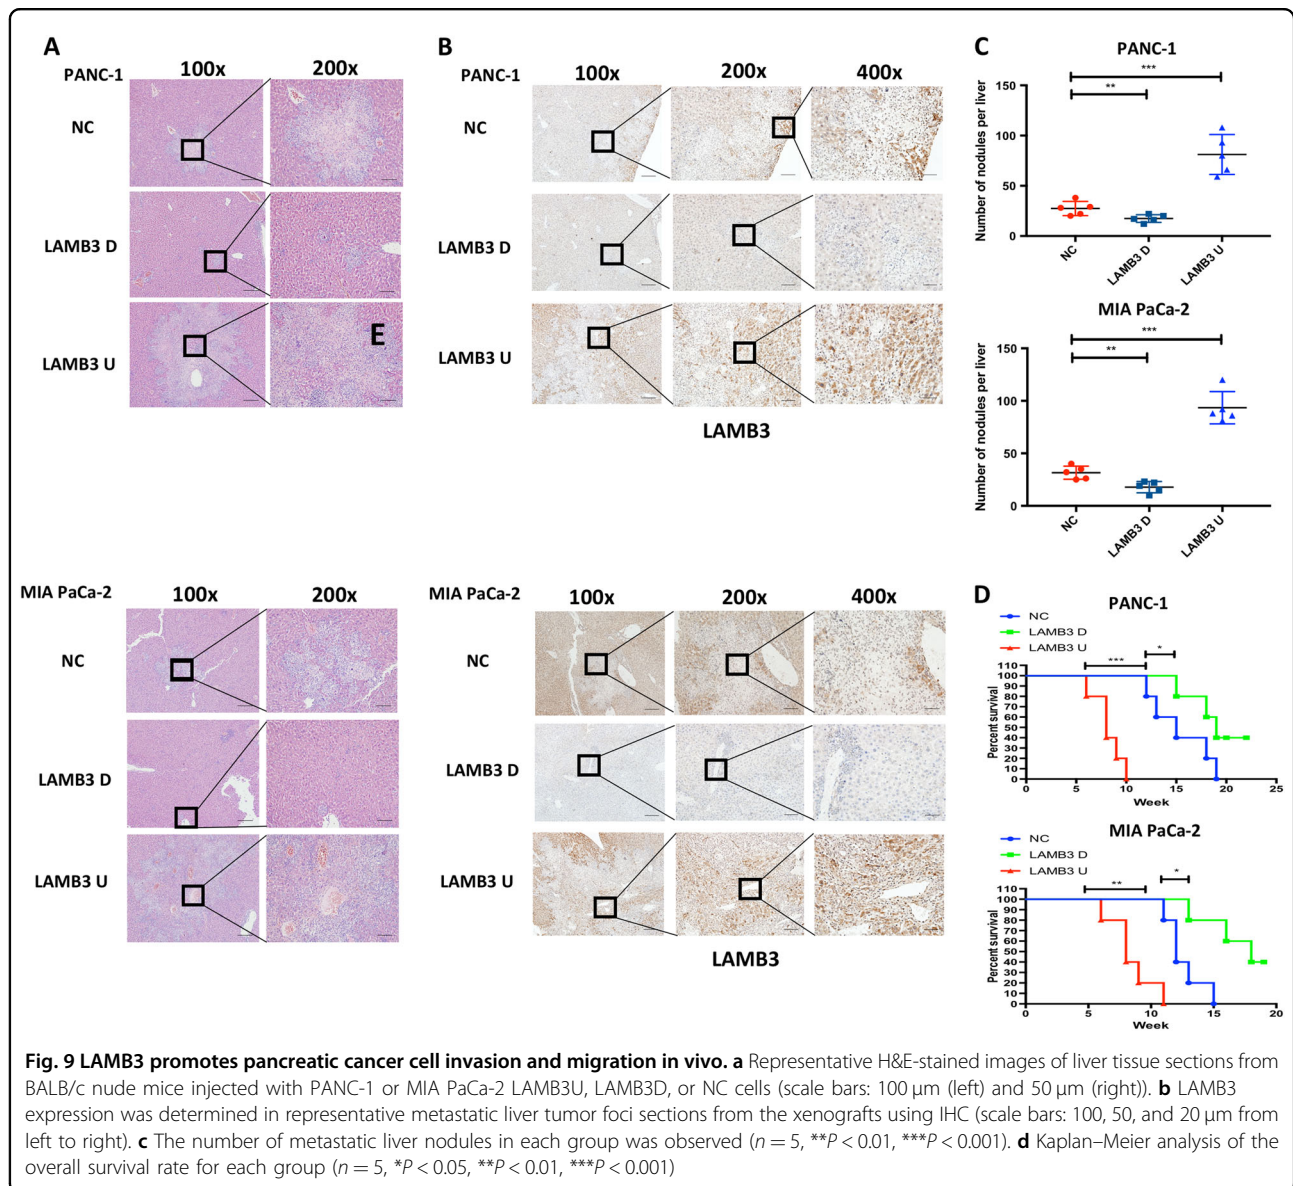 A
PANC-1
100x
200x
NC
LAMB3 D
LAMB3 U
E
MIA PaCa-2
100x
200x
NC
LAMB3 D
LAMB3 U
B
PANC-1
100x
200x
400x
NC
LAMB3 D
LAMB3 U
LAMB3
MIA PaCa-2
100x
200x
400x
NC
LAMB3 D
LAMB3 U
LAMB3
C
PANC-1
***
**
Number of nodules per liver
150
100
50
0
NC
LAMB3 D
LAMB3 U
MIA PaCa-2
***
**
Number of nodules per liver
150
100
50
0
NC
LAMB3 D
LAMB3 U
D
PANC-1
NC
LAMB3 D
LAMB3 U
***
*
Percent survival
110
100
90
80
70
60
50
40
30
20
10
0
0 5 10 15 20 25
Week
MIA PaCa-2
NC
LAMB3 D
LAMB3 U
**
*
Percent survival
110
100
90
80
70
60
50
40
30
20
10
0
0 5 10 15 20
Week
Fig. 9 LAMB3 promotes pancreatic cancer cell invasion and migration in vivo. a Representative H&E-stained images of liver tissue sections from
BALB/c nude mice injected with PANC-1 or MIA PaCa-2 LAMB3U, LAMB3D, or NC cells (scale bars: 100 μm (left) and 50 μm (right)). b LAMB3
expression was determined in representative metastatic liver tumor foci sections from the xenografts using IHC (scale bars: 100, 50, and 20 μm from
left to right). c The number of metastatic liver nodules in each group was observed (n = 5, **P < 0.01, ***P < 0.001). d Kaplan–Meier analysis of the
overall survival rate for each group (n = 5, *P < 0.05, **P < 0.01, ***P < 0.001)